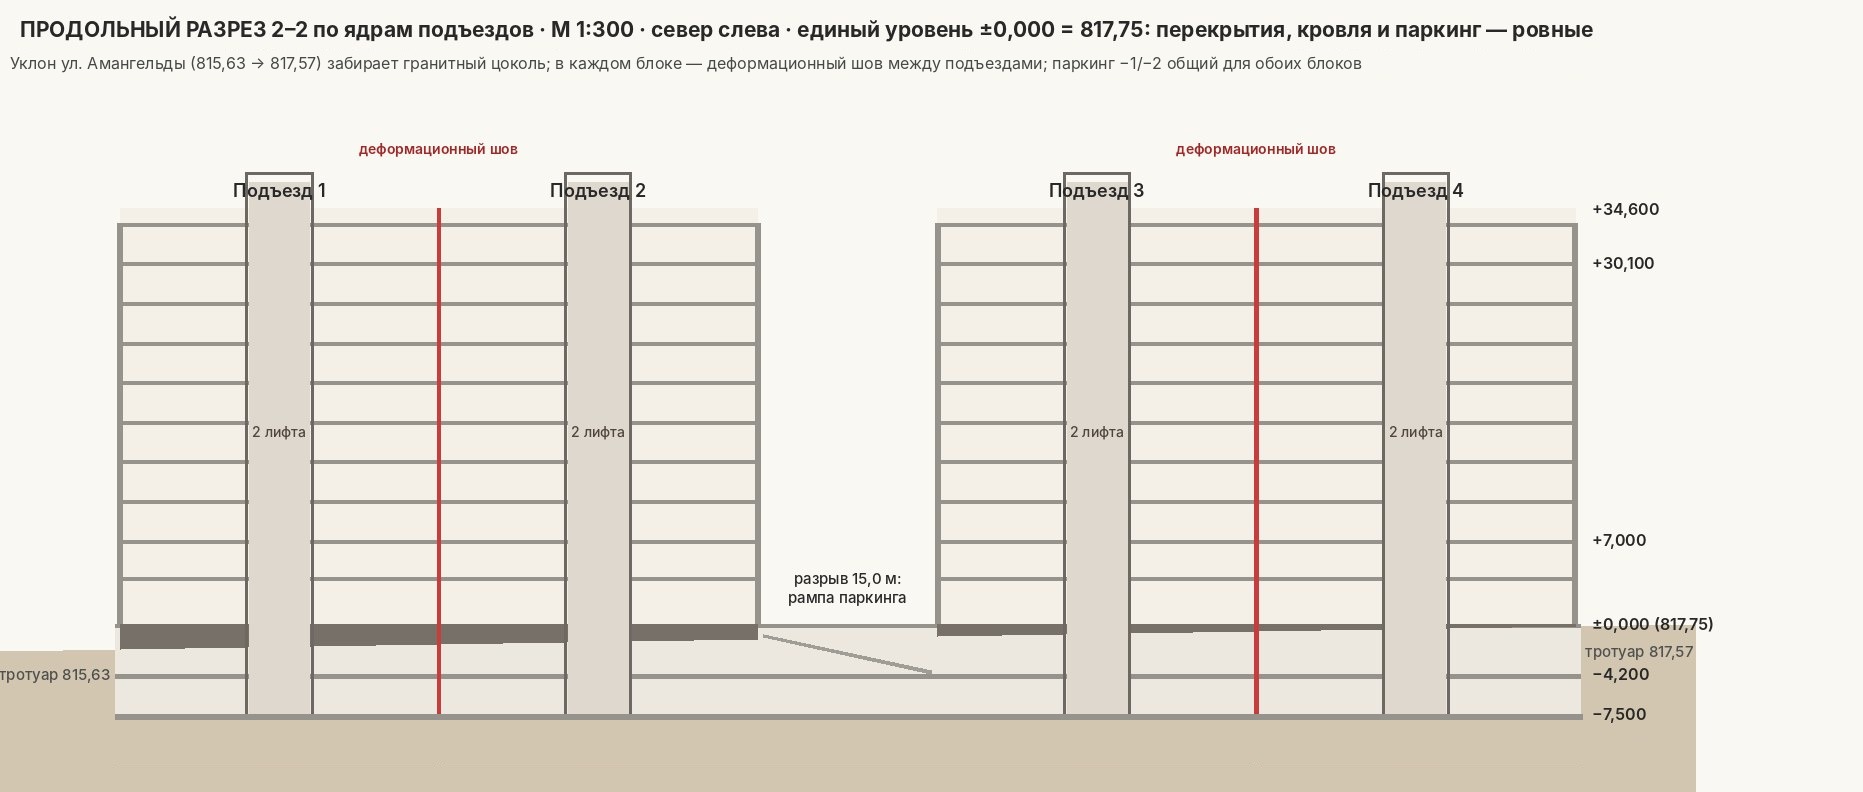 ПРОДОЛЬНЫЙ РАЗРЕЗ 2–2 по ядрам подъездов · М 1:300 · север слева · единый уровень ±0,000 = 817,75: перекрытия, кровля и паркинг — ровные
Уклон ул. Амангельды (815,63 → 817,57) забирает гранитный цоколь; в каждом блоке — деформационный шов между подъездами; паркинг −1/−2 общий для обоих блоков
деформационный шов
деформационный шов
Подъезд 1
Подъезд 2
Подъезд 3
Подъезд 4
+34,600
+30,100
2 лифта
2 лифта
2 лифта
2 лифта
+7,000
разрыв 15,0 м:
рампа паркинга
±0,000 (817,75)
тротуар 817,57
тротуар 815,63
−4,200
−7,500